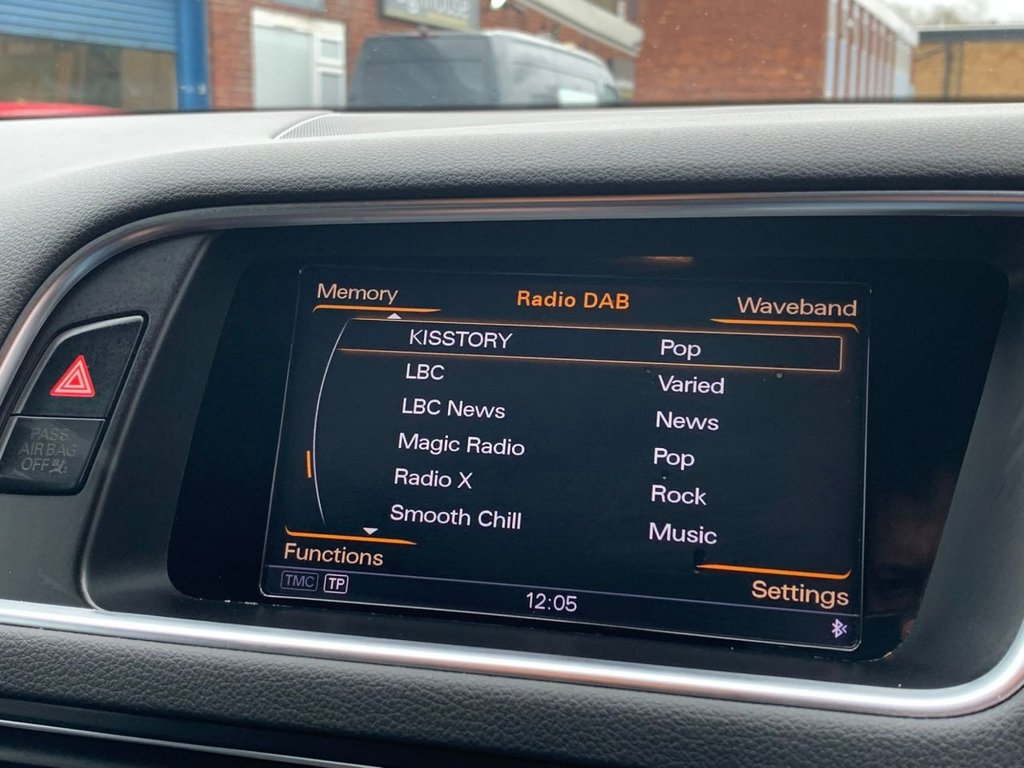 Memory Radio DAB Waveband
KISSTORY Pop
LBC Varied
LBC News News
Magic Radio Pop
Radio X Rock
Smooth Chill Music
Functions Settings
TMC TP 12:05
PASS
AIR BAG
OFF